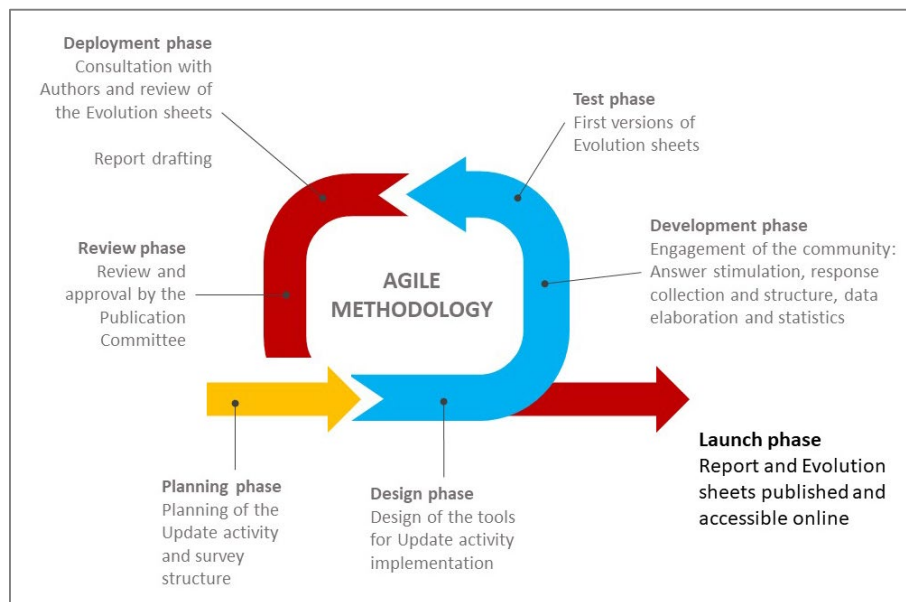 Deployment phase
Consultation with
Authors and review of
the Evolution sheets
Report drafting
Test phase
First versions of
Evolution sheets
Review phase
Review and
approval by the
Publication
Committee
AGILE
METHODOLOGY
Development phase
Engagement of the community:
Answer stimulation, response
collection and structure, data
elaboration and statistics
Planning phase
Planning of the
Update activity
and survey
structure
Design phase
Design of the tools
for Update activity
implementation
Launch phase
Report and Evolution
sheets published and
accessible online